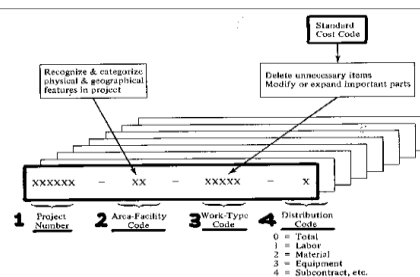 Standard
Cost Code
Recognize & categorize
physical & geographical
features in project
Delete unnecessary items
Modify or expand important parts
xxxxxx – xx – xxxxx – x
1 Project
Number
2 Area-Facility
Code
3 Work-Type
Code
4 Distribution
Code
0 = Total
1 = Labor
2 = Material
3 = Equipment
4 = Subcontract, etc.